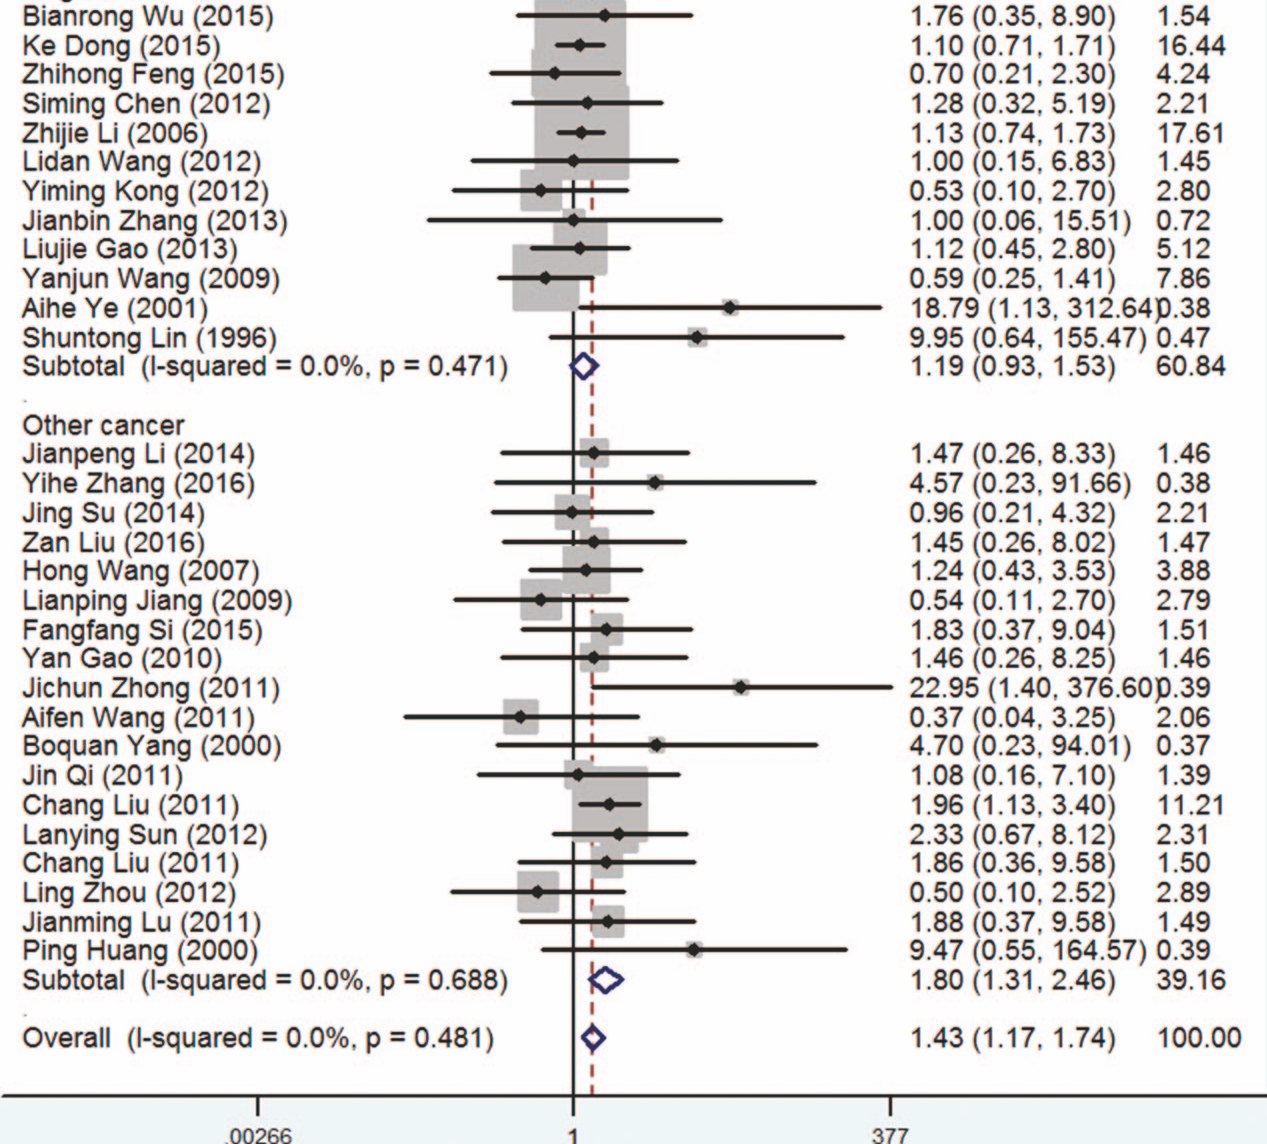 Bianrong Wu (2015) 1.76 (0.35, 8.90) 1.54
Ke Dong (2015) 1.10 (0.71, 1.71) 16.44
Zhihong Feng (2015) 0.70 (0.21, 2.30) 4.24
Siming Chen (2012) 1.28 (0.32, 5.19) 2.21
Zhijie Li (2006) 1.13 (0.74, 1.73) 17.61
Lidan Wang (2012) 1.00 (0.15, 6.83) 1.45
Yiming Kong (2012) 0.53 (0.10, 2.70) 2.80
Jianbin Zhang (2013) 1.00 (0.06, 15.51) 0.72
Liujie Gao (2013) 1.12 (0.45, 2.80) 5.12
Yanjun Wang (2009) 0.59 (0.25, 1.41) 7.86
Aihe Ye (2001) 18.79 (1.13, 312.64) 0.38
Shuntong Lin (1996) 9.95 (0.64, 155.47) 0.47
Subtotal (I-squared = 0.0%, p = 0.471) 1.19 (0.93, 1.53) 60.84
.
Other cancer
Jianpeng Li (2014) 1.47 (0.26, 8.33) 1.46
Yihe Zhang (2016) 4.57 (0.23, 91.66) 0.38
Jing Su (2014) 0.96 (0.21, 4.32) 2.21
Zan Liu (2016) 1.45 (0.26, 8.02) 1.47
Hong Wang (2007) 1.24 (0.43, 3.53) 3.88
Lianping Jiang (2009) 0.54 (0.11, 2.70) 2.79
Fangfang Si (2015) 1.83 (0.37, 9.04) 1.51
Yan Gao (2010) 1.46 (0.26, 8.25) 1.46
Jichun Zhong (2011) 22.95 (1.40, 376.60) 0.39
Aifen Wang (2011) 0.37 (0.04, 3.25) 2.06
Boquan Yang (2000) 4.70 (0.23, 94.01) 0.37
Jin Qi (2011) 1.08 (0.16, 7.10) 1.39
Chang Liu (2011) 1.96 (1.13, 3.40) 11.21
Lanying Sun (2012) 2.33 (0.67, 8.12) 2.31
Chang Liu (2011) 1.86 (0.36, 9.58) 1.50
Ling Zhou (2012) 0.50 (0.10, 2.52) 2.89
Jianming Lu (2011) 1.88 (0.37, 9.58) 1.49
Ping Huang (2000) 9.47 (0.55, 164.57) 0.39
Subtotal (I-squared = 0.0%, p = 0.688) 1.80 (1.31, 2.46) 39.16
.
Overall (I-squared = 0.0%, p = 0.481) 1.43 (1.17, 1.74) 100.00
.00266 1 377